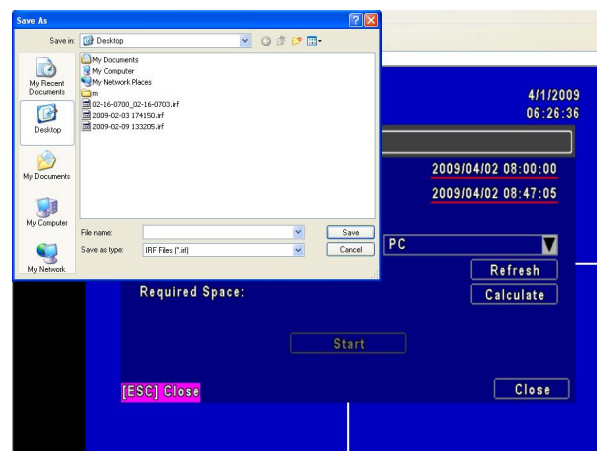 Save As
Save in:
Desktop
My Recent Documents
Desktop
My Documents
My Computer
My Network
My Documents
My Computer
My Network Places
m
02-16-0700_02-16-0703.irf
2009-02-03 174150.irf
2009-02-09 133205.irf
File name:
Save
Save as type:
IRF Files (*.irf)
Cancel
4/1/2009
06:26:36
2009/04/02 08:00:00
2009/04/02 08:47:05
PC
Refresh
Required Space:
Calculate
Start
[ESC] Close
Close